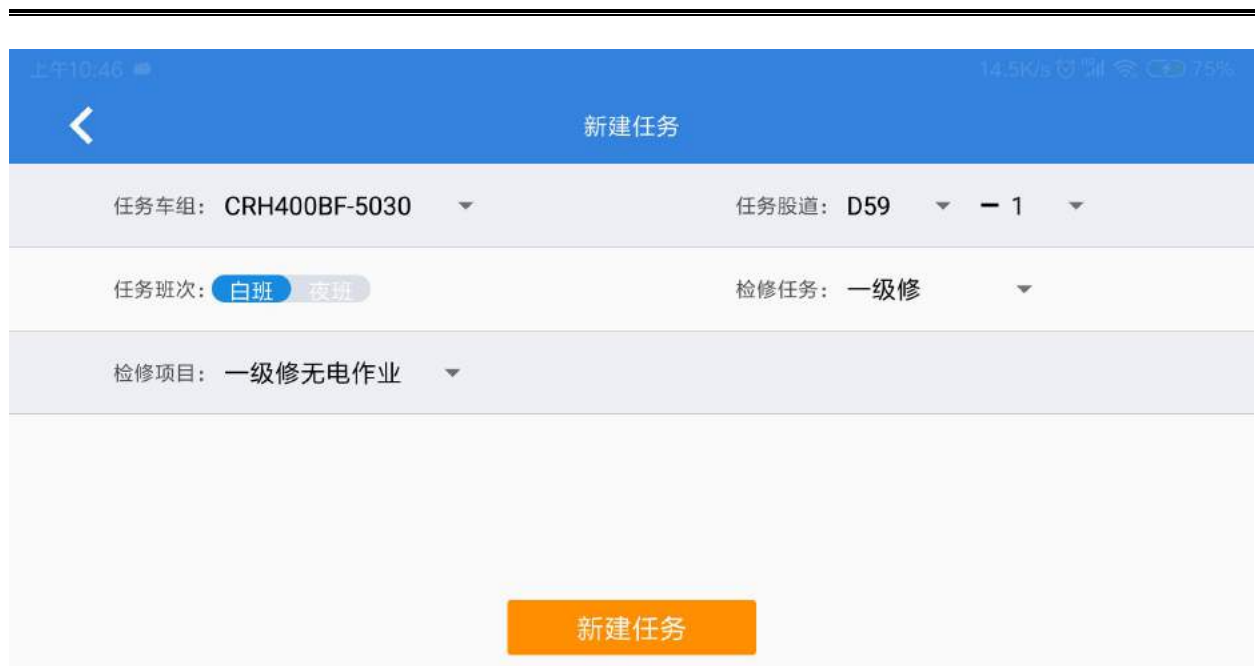 上午10:46 14.5K/s 75%
新建任务
任务车组: CRH400BF-5030 任务股道: D59 - 1
任务班次: 白班 夜班 检修任务: 一级修
检修项目: 一级修无电作业
新建任务